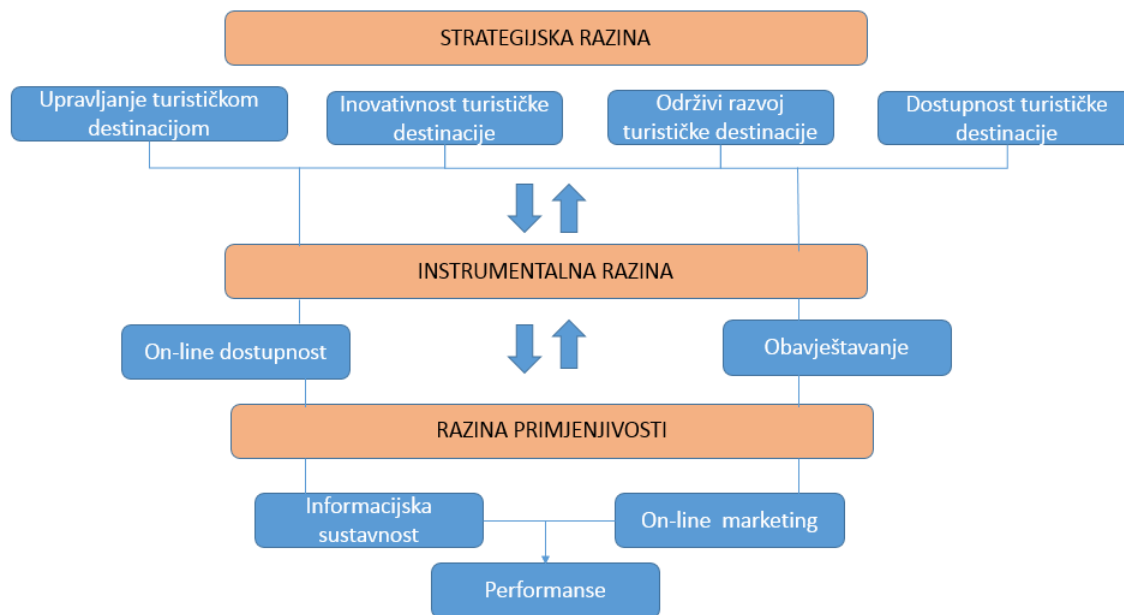 STRATEGIJSKA RAZINA
Upravljanje turističkom
destinacijom
Inovativnost turističke
destinacije
Održivi razvoj
turističke destinacije
Dostupnost turističke
destinacije
INSTRUMENTALNA RAZINA
On-line dostupnost
Obavještavanje
RAZINA PRIMJENJIVOSTI
Informacijska
sustavnost
On-line marketing
Performanse